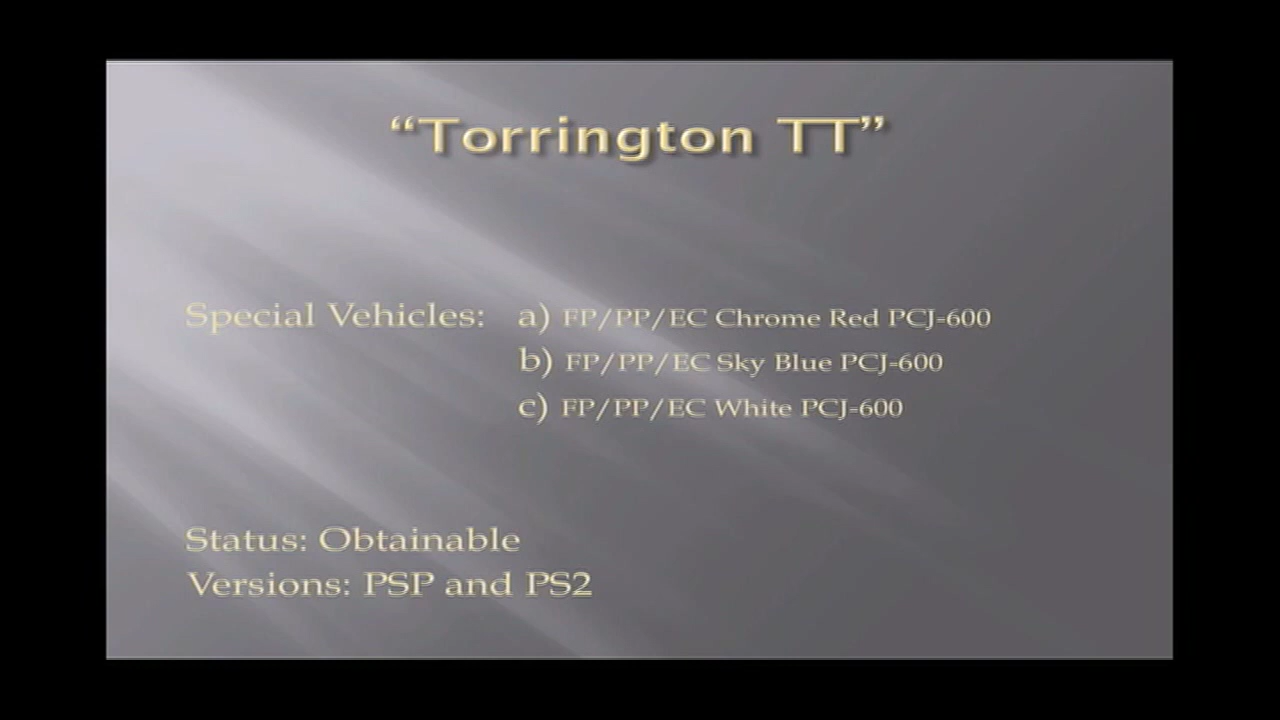 “Torrington TT”
Special Vehicles: a) FP/PP/EC Chrome Red PCJ-600
b) FP/PP/EC Sky Blue PCJ-600
c) FP/PP/EC White PCJ-600
Status: Obtainable
Versions: PSP and PS2